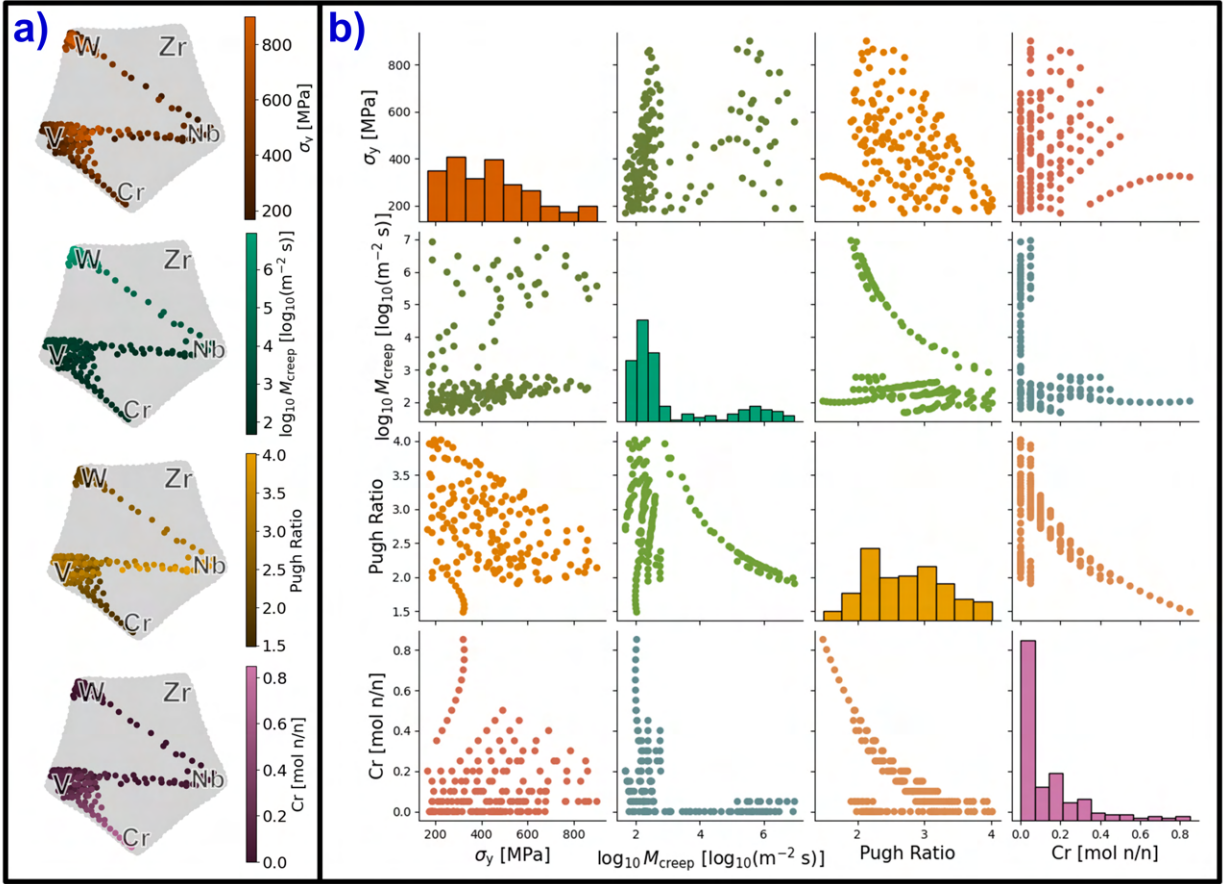 a)
W
Zr
V
Nb
Cr
800
600
400
200
σy [MPa]
W
Zr
V
Nb
Cr
6
5
4
3
2
log10 Mcreep [log10(m−2 s)]
W
Zr
V
Nb
Cr
4.0
3.5
3.0
2.5
2.0
1.5
Pugh Ratio
W
Zr
V
Nb
Cr
0.8
0.6
0.4
0.2
0.0
Cr [mol n/n]
b)
σy [MPa]
800
600
400
200
log10 Mcreep [log10(m−2 s)]
7
6
5
4
3
2
Pugh Ratio
4.0
3.5
3.0
2.5
2.0
1.5
Cr [mol n/n]
0.8
0.6
0.4
0.2
0.0
200 400 600 800
2 4 6
2 3 4
0.0 0.2 0.4 0.6 0.8
σy [MPa]
log10 Mcreep [log10(m−2 s)]
Pugh Ratio
Cr [mol n/n]